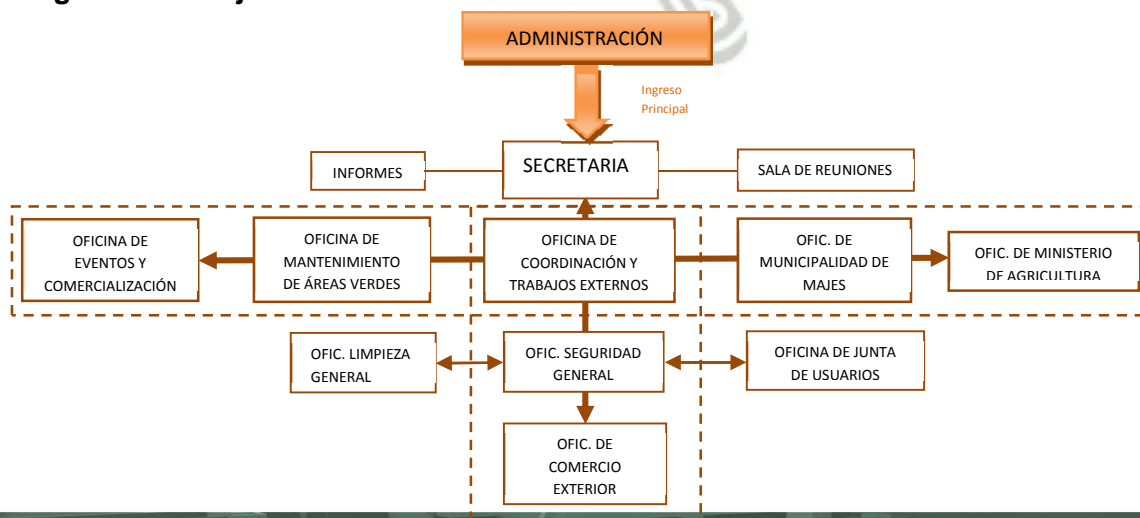 ADMINISTRACIÓN
Ingreso
Principal
SECRETARIA
INFORMES
SALA DE REUNIONES
OFICINA DE
EVENTOS Y
COMERCIALIZACIÓN
OFICINA DE
MANTENIMIENTO
DE ÁREAS VERDES
OFICINA DE
COORDINACIÓN Y
TRABAJOS EXTERNOS
OFIC. DE
MUNICIPALIDAD DE
MAJES
OFIC. DE MINISTERIO
DE AGRICULTURA
OFIC. LIMPIEZA
GENERAL
OFIC. SEGURIDAD
GENERAL
OFICINA DE JUNTA
DE USUARIOS
OFIC. DE
COMERCIO
EXTERIOR